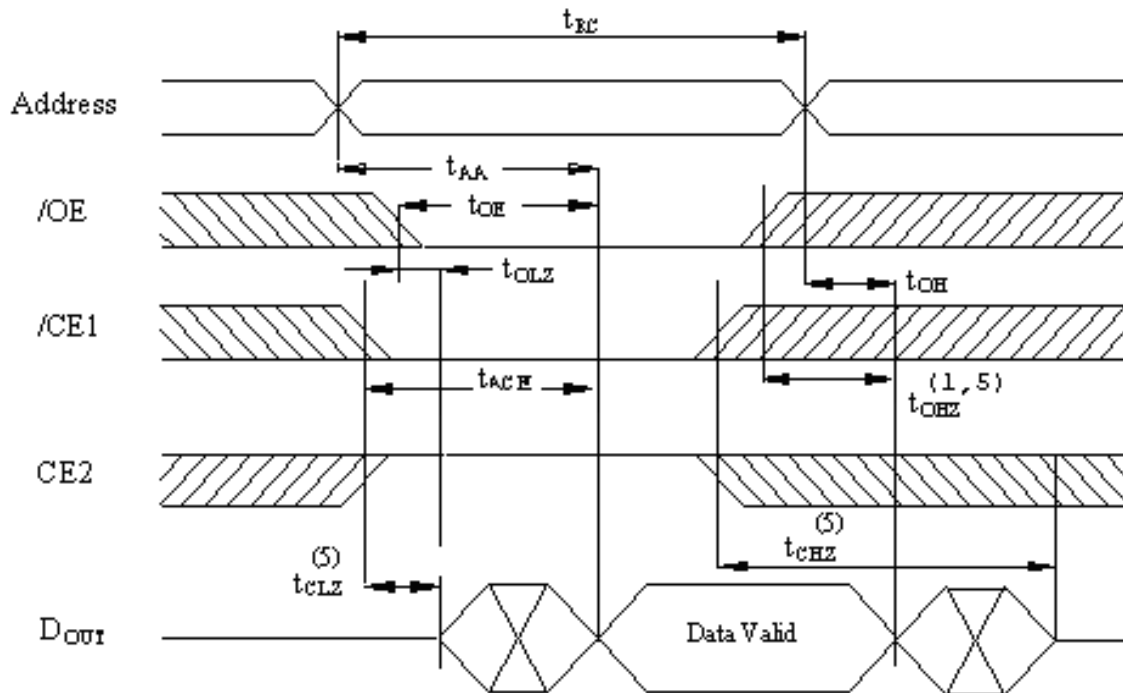 tRC
Address
tAA
/OE
tOE
tOLZ
tOH
/CE1
tACE
(1,5)
tOHZ
CE2
(5)
tCHZ
(5)
tCLZ
DOUT
Data Valid